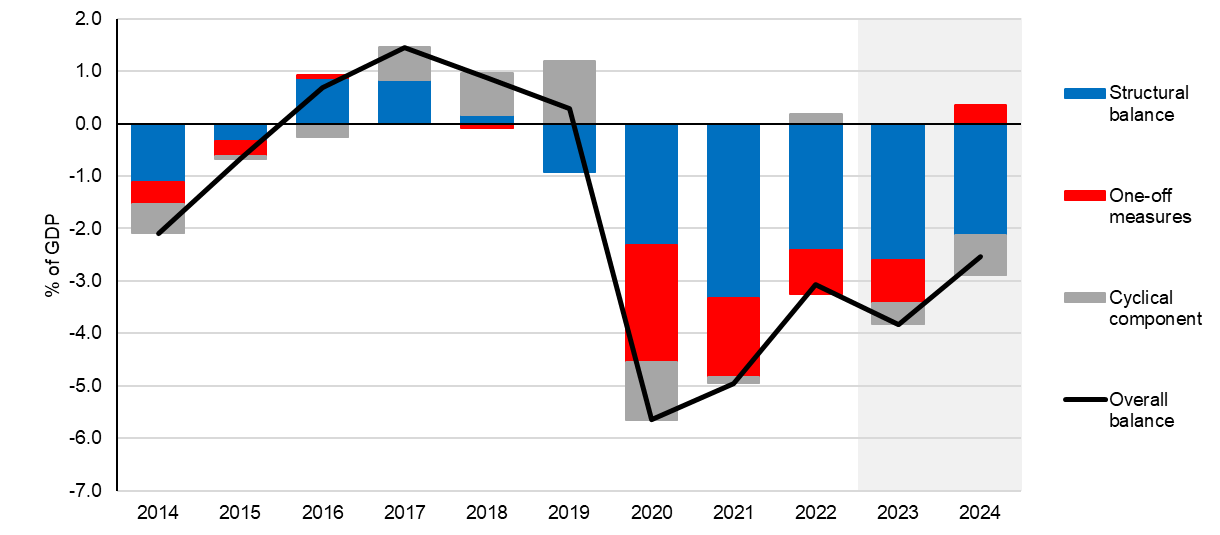 2.0
1.0
0.0
-1.0
-2.0
-3.0
-4.0
-5.0
-6.0
-7.0
% of GDP
2014 2015 2016 2017 2018 2019 2020 2021 2022 2023 2024
Structural
balance
One-off
measures
Cyclical
component
Overall
balance